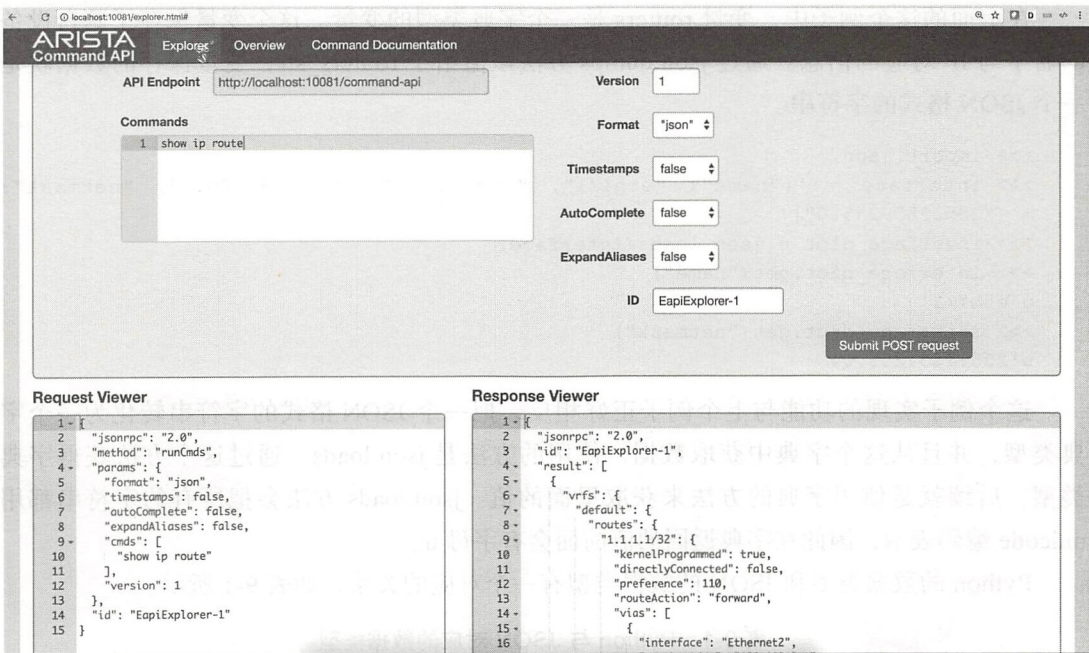 localhost:10081/explorer.html#
ARISTA
Command API
Explorer
Overview
Command Documentation
API Endpoint
http://localhost:10081/command-api
Version
1
Commands
Format
"json"
1 show ip route
Timestamps
false
AutoComplete
false
ExpandAliases
false
ID
EapiExplorer-1
Submit POST request
Request Viewer
1 {
2 "jsonrpc": "2.0",
3 "method": "runCmds",
4 "params": {
5 "format": "json",
6 "timestamps": false,
7 "autoComplete": false,
8 "expandAliases": false,
9 "cmds": [
10 "show ip route"
11 ],
12 "version": 1
13 },
14 "id": "EapiExplorer-1"
15 }
Response Viewer
1 {
2 "jsonrpc": "2.0",
3 "id": "EapiExplorer-1",
4 "result": [
5 {
6 "vrfs": {
7 "default": {
8 "routes": {
9 "1.1.1.1/32": {
10 "kernelProgrammed": true,
11 "directlyConnected": false,
12 "preference": 110,
13 "routeAction": "forward",
14 "vias": [
15 {
16 "interface": "Ethernet2",